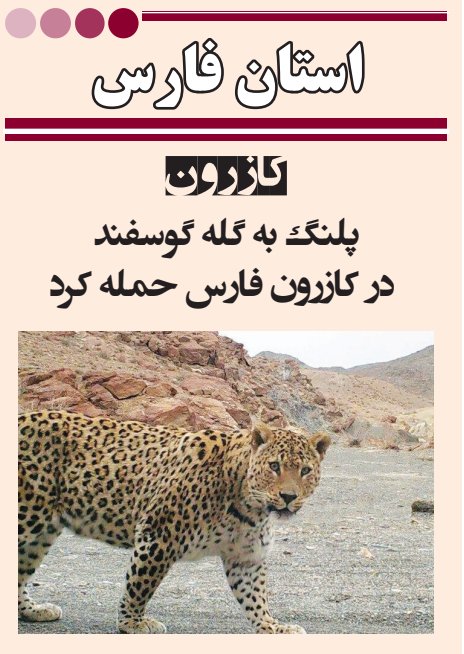 استان فارس
کازرون
پلنگ به گله گوسفند
در کازرون فارس حمله کرد